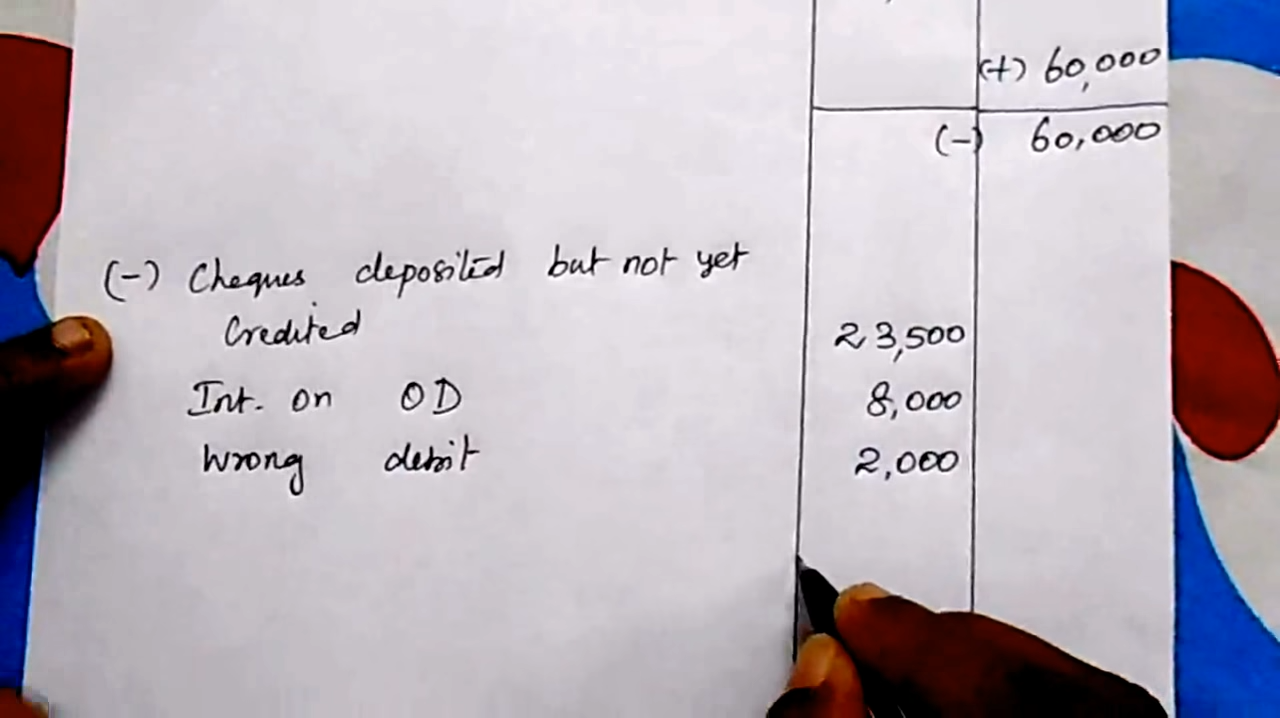 (+) 60,000
(-) 60,000
(-) Cheques deposited but not yet
Credited 23,500
Int. on OD 8,000
Wrong debit 2,000